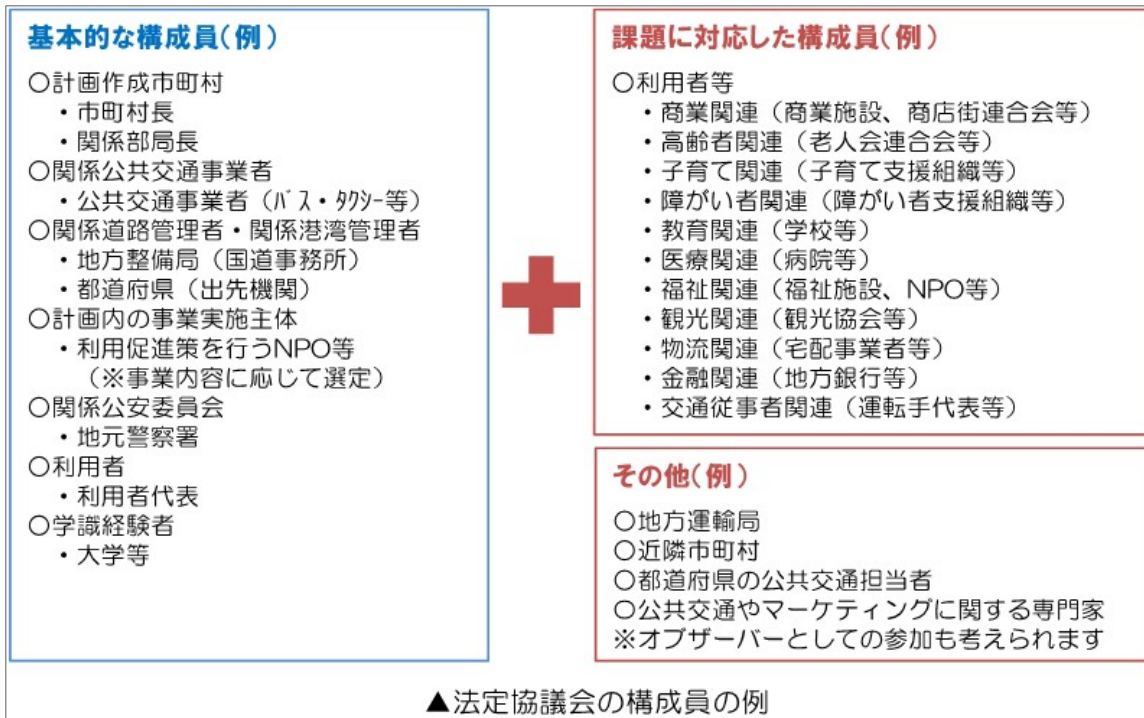 基本的な構成員(例)
○計画作成市町村
・市町村長
・関係部局長
○関係公共交通事業者
・公共交通事業者（ﾊﾞｽ・ﾀｸｼｰ等）
○関係道路管理者・関係港湾管理者
・地方整備局（国道事務所）
・都道府県（出先機関）
○計画内の事業実施主体
・利用促進策を行うNPO等
（※事業内容に応じて選定）
○関係公安委員会
・地元警察署
○利用者
・利用者代表
○学識経験者
・大学等
課題に対応した構成員(例)
○利用者等
・商業関連（商業施設、商店街連合会等）
・高齢者関連（老人会連合会等）
・子育て関連（子育て支援組織等）
・障がい者関連（障がい者支援組織等）
・教育関連（学校等）
・医療関連（病院等）
・福祉関連（福祉施設、NPO等）
・観光関連（観光協会等）
・物流関連（宅配事業者等）
・金融関連（地方銀行等）
・交通従事者関連（運転手代表等）
その他(例)
○地方運輸局
○近隣市町村
○都道府県の公共交通担当者
○公共交通やマーケティングに関する専門家
※オブザーバーとしての参加も考えられます
▲法定協議会の構成員の例